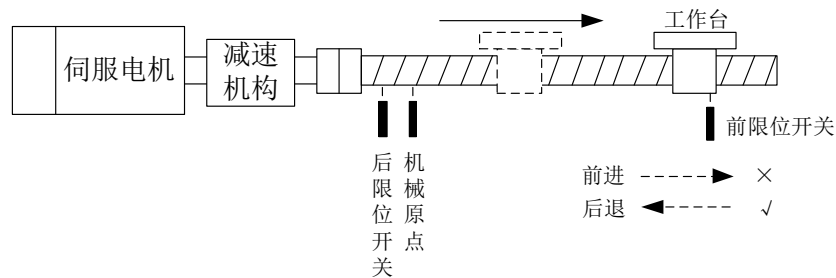 工作台
伺服电机
减速
机构
前限位开关
后限位开关
机械原点
前进 ×
后退 √